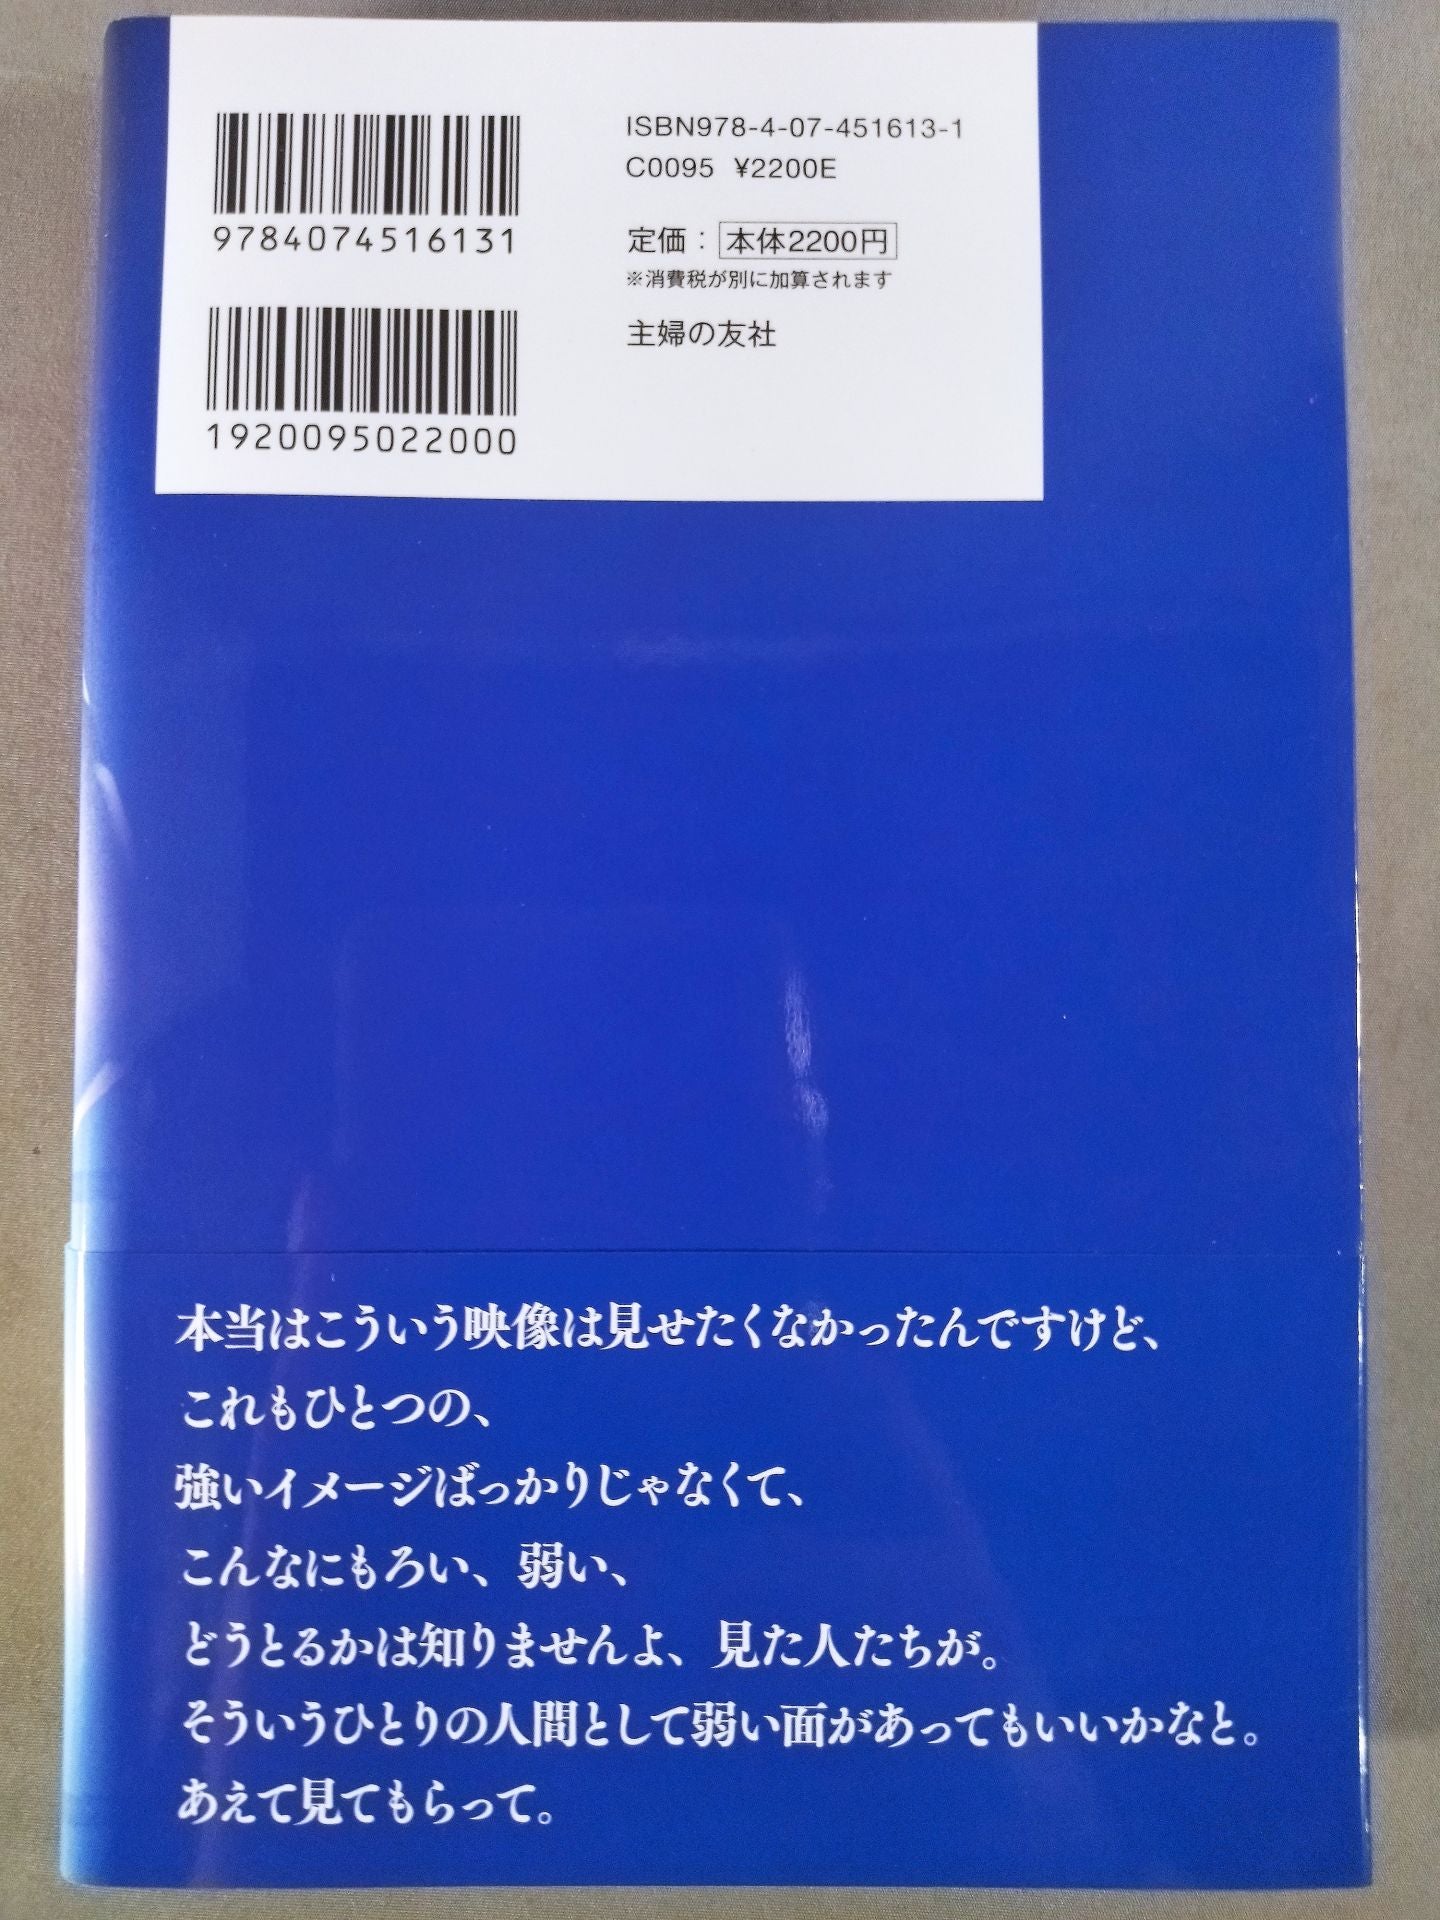 ISBN978-4-07-451613-1
C0095 ¥2200E
定価：本体2200円
※消費税が別に加算されます
主婦の友社
9784074516131
1920095022000
本当はこういう映像は見せたくなかったんですけど、
これもひとつの、
強いイメージばっかりじゃなくて、
こんなにもろい、弱い、
どうとるかは知りませんよ、見た人たちが。
そういうひとりの人間として弱い面があってもいいかなと。
あえて見てもらって。